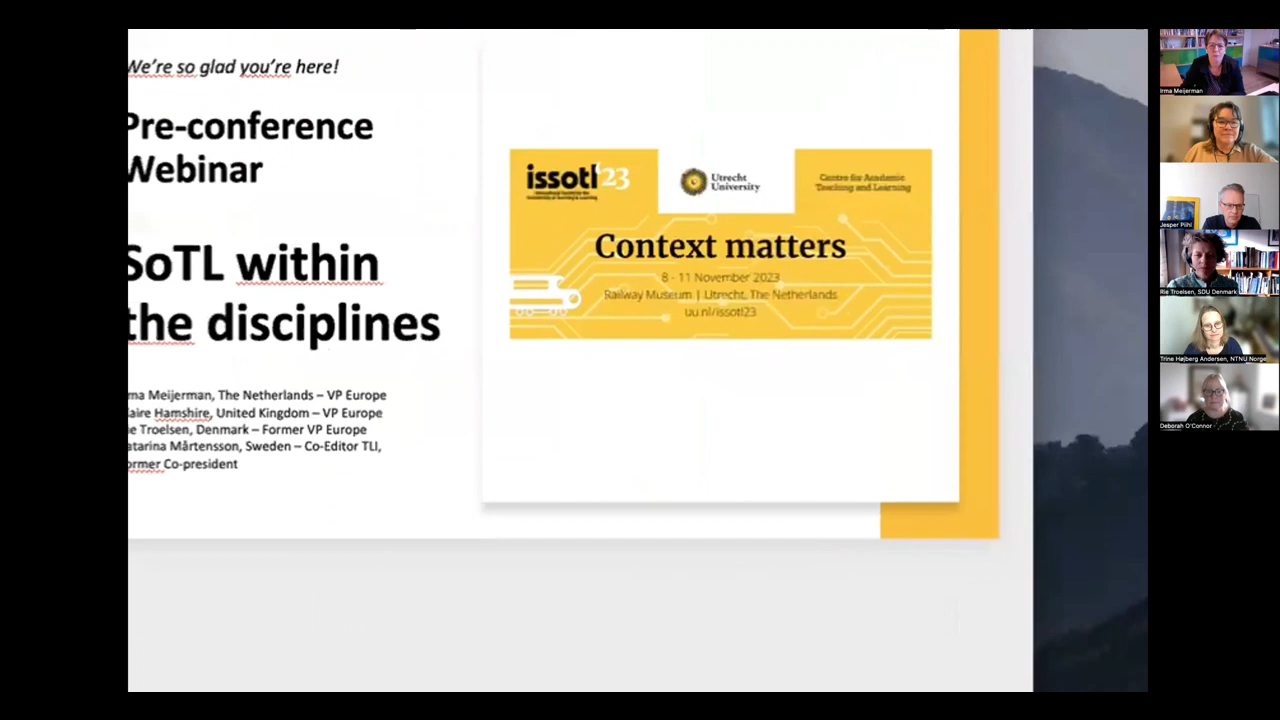 We're so glad you're here!
Pre-conference
Webinar
SoTL within
the disciplines
ma Meijerman, The Netherlands – VP Europe
aire Hamshire, United Kingdom – VP Europe
e Troelsen, Denmark – Former VP Europe
atarina Mårtensson, Sweden – Co-Editor TLI,
ormer Co-president
issotl'23
Utrecht
University
Centre for Academic
Teaching and Learning
Context matters
8 - 11 November 2023
Railway Museum | Utrecht, The Netherlands
uu.nl/issotl23
Irma Meijerman
Jesper Piihl
Rie Troelsen, SDU Denmark
Trine Højberg Andersen, NTNU Norge
Deborah O'Connor